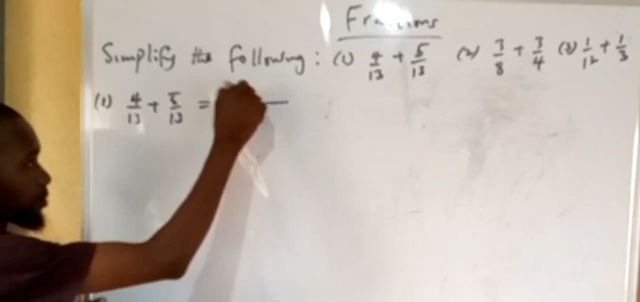 Fractions
Simplify the following: (1) 4/13 + 5/13 (2) 3/8 + 3/4 (3) 1/12 + 1/3
(1) 4/13 + 5/13 =